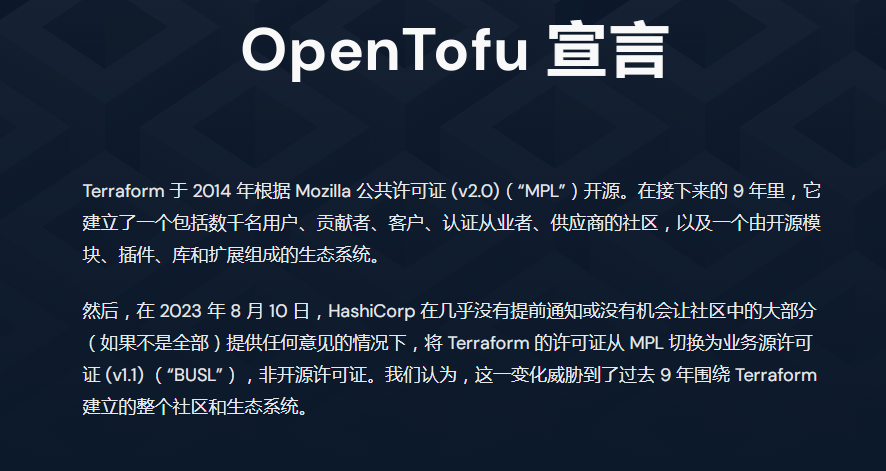 OpenTofu 宣言
Terraform 于 2014 年根据 Mozilla 公共许可证 (v2.0)（“MPL”）开源。在接下来的 9 年里，它
建立了一个包括数千名用户、贡献者、客户、认证从业者、供应商的社区，以及一个由开源模
块、插件、库和扩展组成的生态系统。
然后，在 2023 年 8 月 10 日，HashiCorp 在几乎没有提前通知或没有机会让社区中的大部分
（如果不是全部）提供任何意见的情况下，将 Terraform 的许可证从 MPL 切换为业务源许可
证 (v1.1)（“BUSL”），非开源许可证。我们认为，这一变化威胁到了过去 9 年围绕 Terraform
建立的整个社区和生态系统。